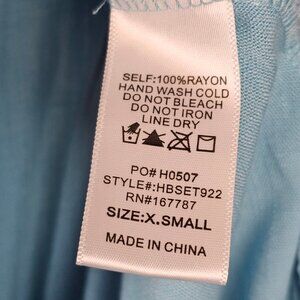 SELF:100%RAYON
HAND WASH COLD
DO NOT BLEACH
DO NOT IRON
LINE DRY
PO# H0507
STYLE#:HBSET922
RN#167787
SIZE:X.SMALL
MADE IN CHINA